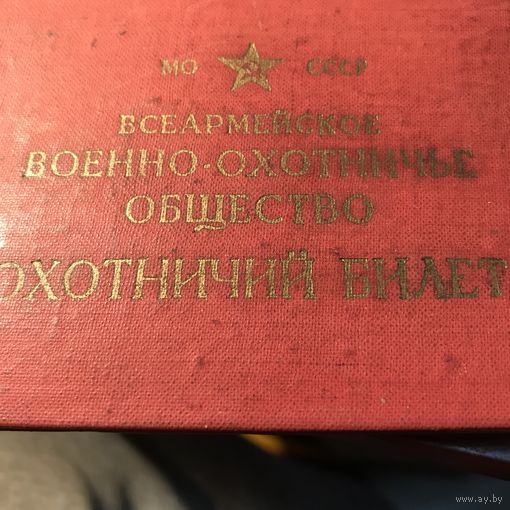 МО СССР
ВСЕАРМЕЙСКОЕ
ВОЕННО-ОХОТНИЧЬЕ
ОБЩЕСТВО
ОХОТНИЧИЙ БИЛЕТ
www.ay.by